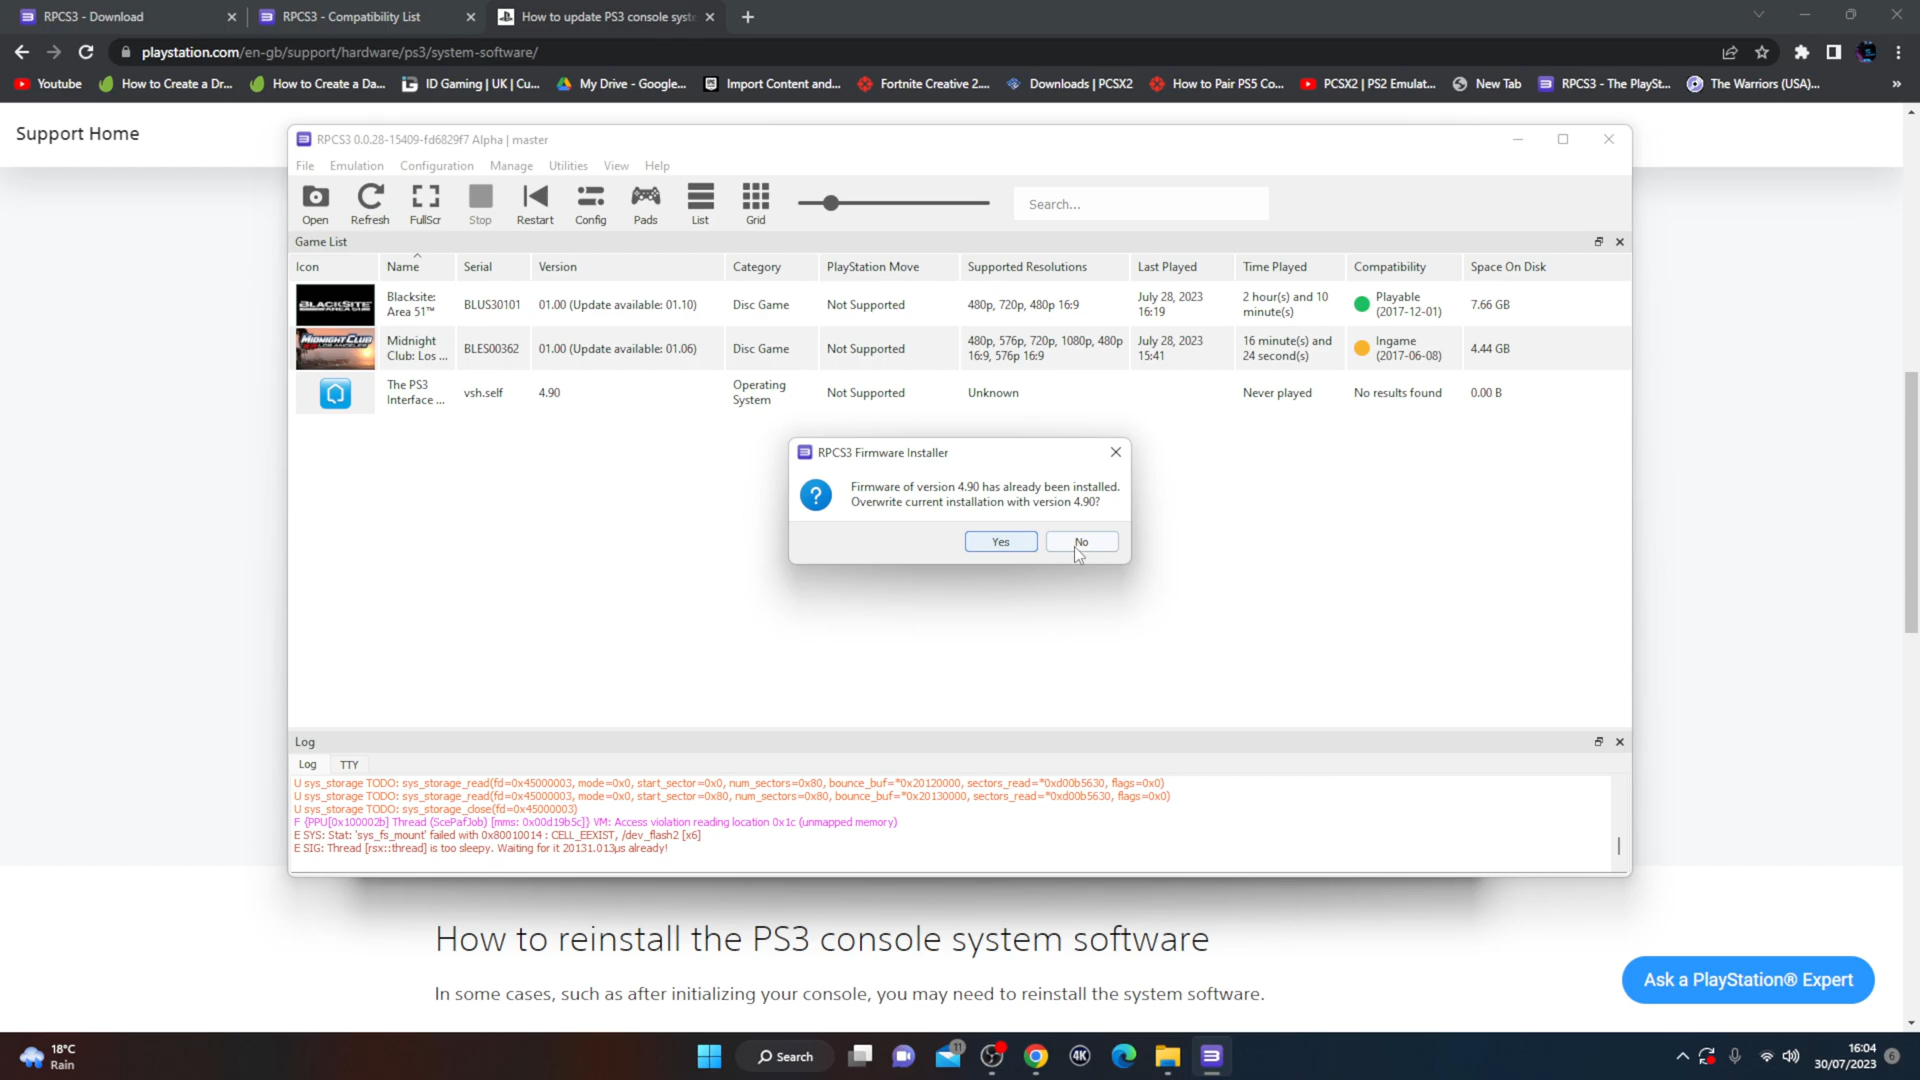 RPCS3 - Download
RPCS3 - Compatibility List
How to update PS3 console syste
playstation.com/en-gb/support/hardware/ps3/system-software/
Youtube
How to Create a Dr...
How to Create a Da...
ID Gaming | UK | Cu...
My Drive - Google...
Import Content and...
Fortnite Creative 2....
Downloads | PCSX2
How to Pair PS5 Co...
PCSX2 | PS2 Emulat...
New Tab
RPCS3 - The PlaySt...
The Warriors (USA)...
»
Support Home
RPCS3 0.0.28-15409-fd6829f7 Alpha | master
File Emulation Configuration Manage Utilities View Help
Open Refresh FullScr Stop Restart Config Pads List Grid
Search...
Game List
Icon Name Serial Version Category PlayStation Move Supported Resolutions Last Played Time Played Compatibility Space On Disk
BLACKSITE
AREA 51
Blacksite:
Area 51™
BLUS30101
01.00 (Update available: 01.10)
Disc Game
Not Supported
480p, 720p, 480p 16:9
July 28, 2023
16:19
2 hour(s) and 10
minute(s)
Playable
(2017-12-01)
7.66 GB
MIDNIGHT CLUB
LOS ANGELES
Midnight
Club: Los ...
BLES00362
01.00 (Update available: 01.06)
Disc Game
Not Supported
480p, 576p, 720p, 1080p, 480p
16:9, 576p 16:9
July 28, 2023
15:41
16 minute(s) and
24 second(s)
Ingame
(2017-06-08)
4.44 GB
The PS3
Interface ...
vsh.self
4.90
Operating
System
Not Supported
Unknown
Never played
No results found
0.00 B
RPCS3 Firmware Installer
Firmware of version 4.90 has already been installed.
Overwrite current installation with version 4.90?
Yes No
Log
Log TTY
U sys_storage TODO: sys_storage_read(fd=0x45000003, mode=0x0, start_sector=0x0, num_sectors=0x80, bounce_buf=*0x20120000, sectors_read=*0xd00b5630, flags=0x0)
U sys_storage TODO: sys_storage_read(fd=0x45000003, mode=0x0, start_sector=0x80, num_sectors=0x80, bounce_buf=*0x20130000, sectors_read=*0xd00b5630, flags=0x0)
U sys_storage TODO: sys_storage_close(fd=0x45000003)
F {PPU[0x100002b] Thread (ScePafJob) [mms: 0x00d19b5c]} VM: Access violation reading location 0x1c (unmapped memory)
E SYS: Stat: 'sys_fs_mount' failed with 0x80010014 : CELL_EEXIST, /dev_flash2 [x6]
E SIG: Thread [rsx::thread] is too sleepy. Waiting for it 20131.013µs already!
How to reinstall the PS3 console system software
In some cases, such as after initializing your console, you may need to reinstall the system software.
Ask a PlayStation® Expert
18°C
Rain
Search
11
4K
16:04
30/07/2023
6